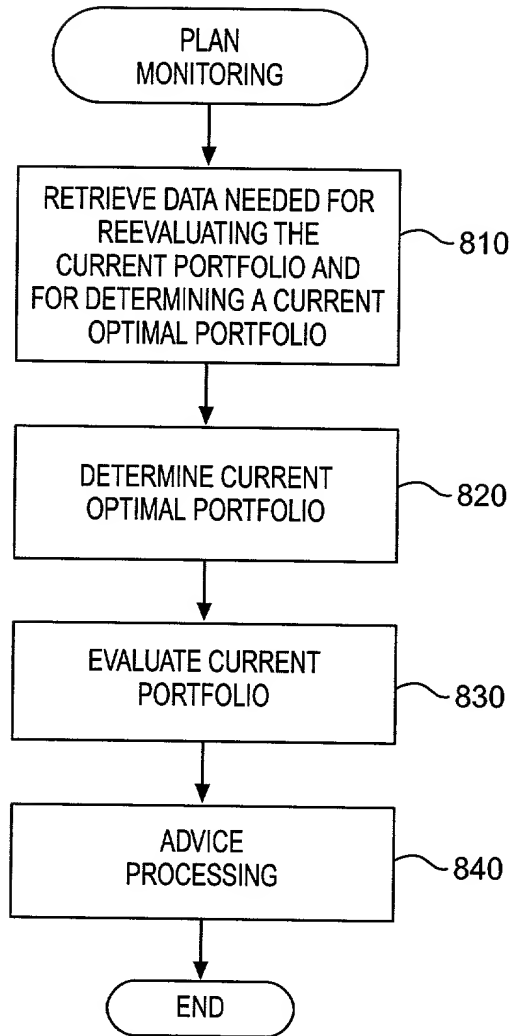 PLAN
MONITORING
RETRIEVE DATA NEEDED FOR
REEVALUATING THE
CURRENT PORTFOLIO AND
FOR DETERMINING A CURRENT
OPTIMAL PORTFOLIO
810
DETERMINE CURRENT
OPTIMAL PORTFOLIO
820
EVALUATE CURRENT
PORTFOLIO
830
ADVICE
PROCESSING
840
END